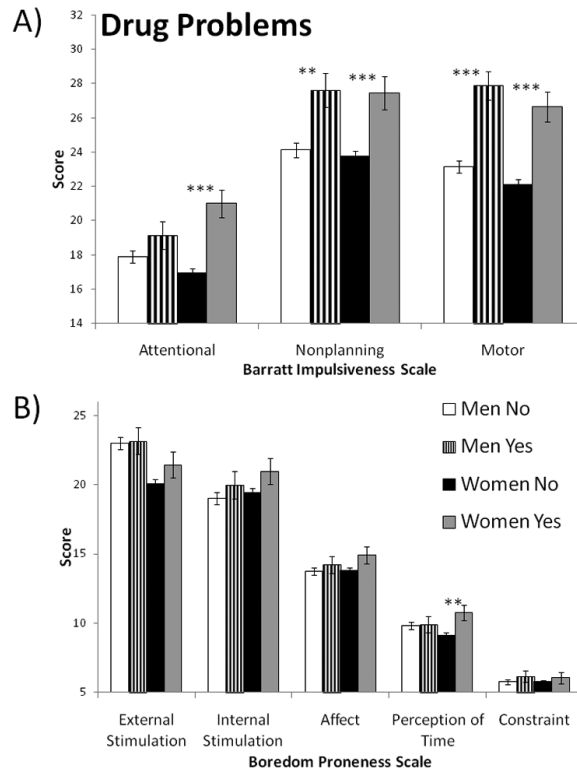 A) Drug Problems
28
26
24
22
20
18
16
14
Score
***
**
***
***
***
Attentional Nonplanning Motor
Barratt Impulsiveness Scale
B)
25
20
15
10
5
Score
Men No
Men Yes
Women No
Women Yes
**
External Stimulation
Internal Stimulation
Affect
Perception of Time
Constraint
Boredom Proneness Scale